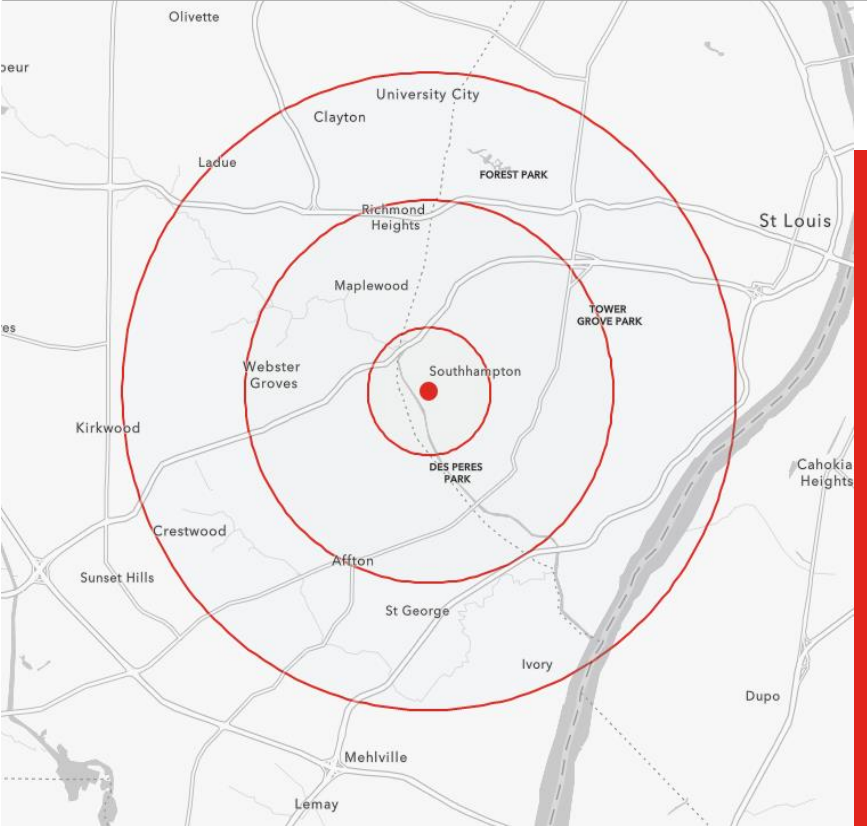 Olivette
oeur
University City
Clayton
Ladue
FOREST PARK
Richmond
Heights
St Louis
Maplewood
TOWER
GROVE PARK
es
Webster
Groves
Southhampton
Kirkwood
DES PERES
PARK
Cahokia
Heights
Crestwood
Affton
Sunset Hills
St George
Ivory
Dupo
Mehlville
Lemay